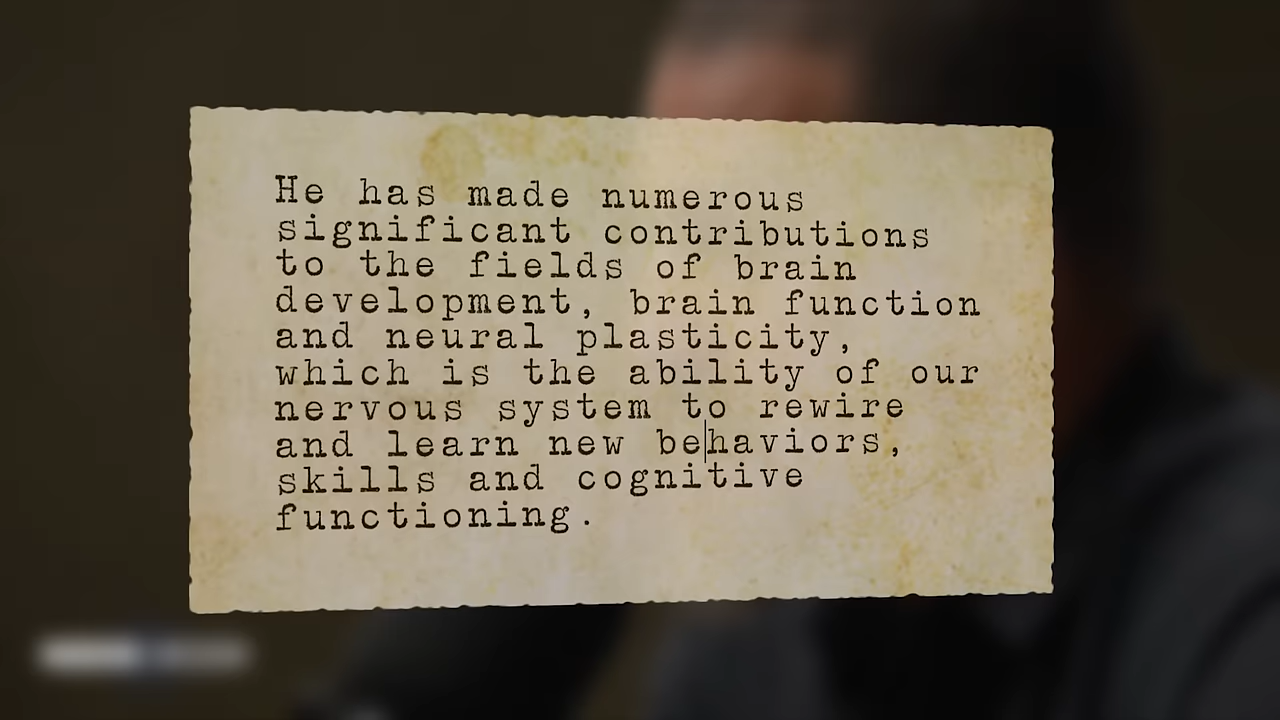 He has made numerous
significant contributions
to the fields of brain
development, brain function
and neural plasticity,
which is the ability of our
nervous system to rewire
and learn new behaviors,
skills and cognitive
functioning.